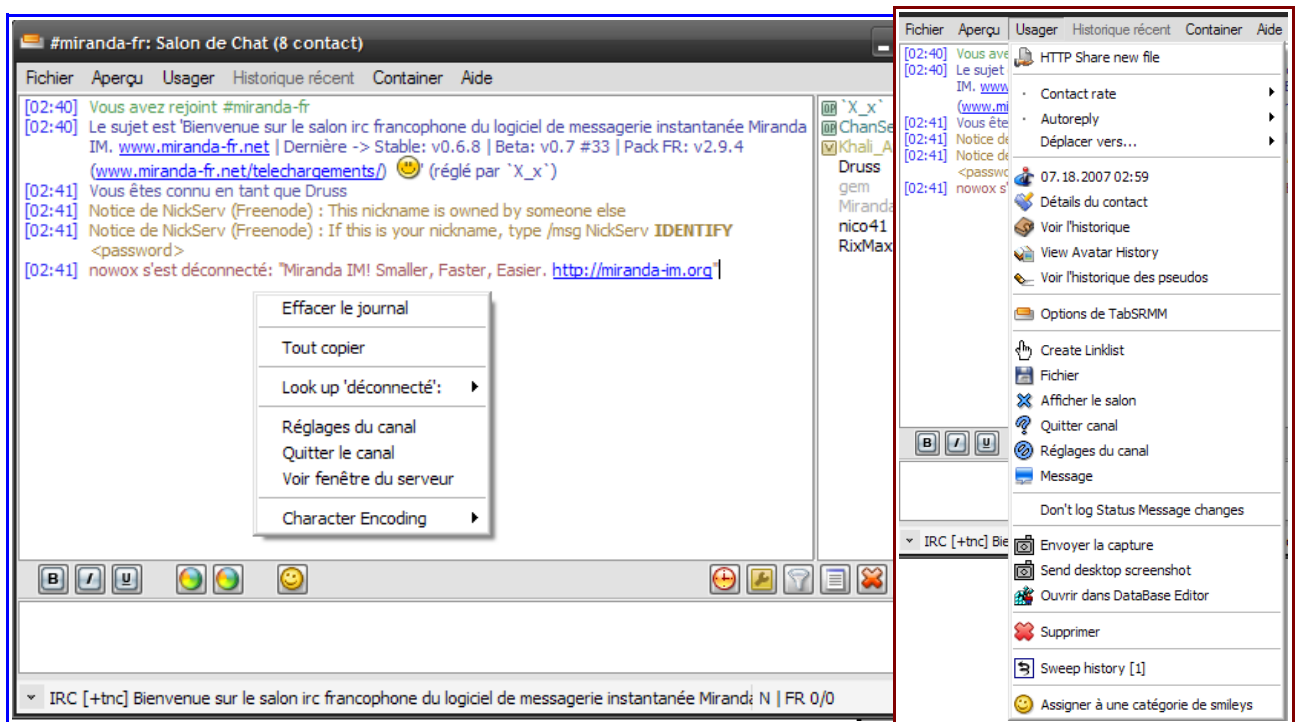 #miranda-fr: Salon de Chat (8 contact)
Fichier Aperçu Usager Historique récent Container Aide
[02:40] Vous avez rejoint #miranda-fr
[02:40] Le sujet est 'Bienvenue sur le salon irc francophone du logiciel de messagerie instantanée Miranda
IM. www.miranda-fr.net | Dernière -> Stable: v0.6.8 | Beta: v0.7 #33 | Pack FR: v2.9.4
(www.miranda-fr.net/telechargements/) ' (réglé par `X_x`)
[02:41] Vous êtes connu en tant que Druss
[02:41] Notice de NickServ (Freenode) : This nickname is owned by someone else
[02:41] Notice de NickServ (Freenode) : If this is your nickname, type /msg NickServ IDENTIFY
<password>
[02:41] nowox s'est déconnecté: "Miranda IM! Smaller, Faster, Easier. http://miranda-im.org"
OP `X_x`
OP ChanSe
V Khali_A
Druss
gem
Miranda
nico41
RixMax
Effacer le journal
Tout copier
Look up 'déconnecté':
Réglages du canal
Quitter le canal
Voir fenêtre du serveur
Character Encoding
B I U
IRC [+tnc] Bienvenue sur le salon irc francophone du logiciel de messagerie instantanée Miranda N | FR 0/0
Fichier Aperçu Usager Historique récent Container Aide
[02:40] Vous ave
[02:40] Le sujet
IM. www
(www.mi
[02:41] Vous ête
[02:41] Notice de
[02:41] Notice de
<passwo
[02:41] nowox s'
B I U
IRC [+tnc] Bie
HTTP Share new file
Contact rate
Autoreply
Déplacer vers...
07.18.2007 02:59
Détails du contact
Voir l'historique
View Avatar History
Voir l'historique des pseudos
Options de TabSRMM
Create Linklist
Fichier
Afficher le salon
Quitter canal
Réglages du canal
Message
Don't log Status Message changes
Envoyer la capture
Send desktop screenshot
Ouvrir dans DataBase Editor
Supprimer
Sweep history [1]
Assigner à une catégorie de smileys